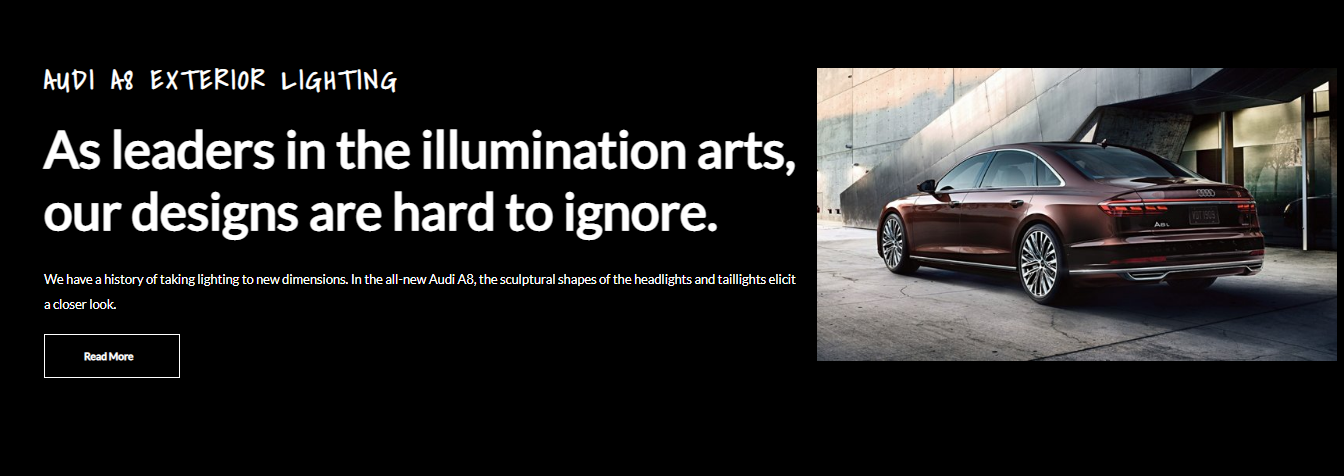 AUDI A8 EXTERIOR LIGHTING
As leaders in the illumination arts,
our designs are hard to ignore.
We have a history of taking lighting to new dimensions. In the all-new Audi A8, the sculptural shapes of the headlights and taillights elicit
a closer look.
Read More
A8 L